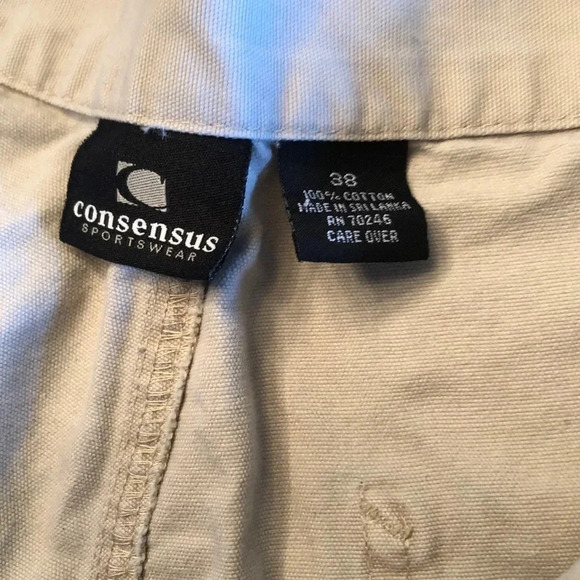 consensus
SPORTSWEAR
38
100% COTTON
MADE IN SRI LANKA
RN 70246
CARE OVER